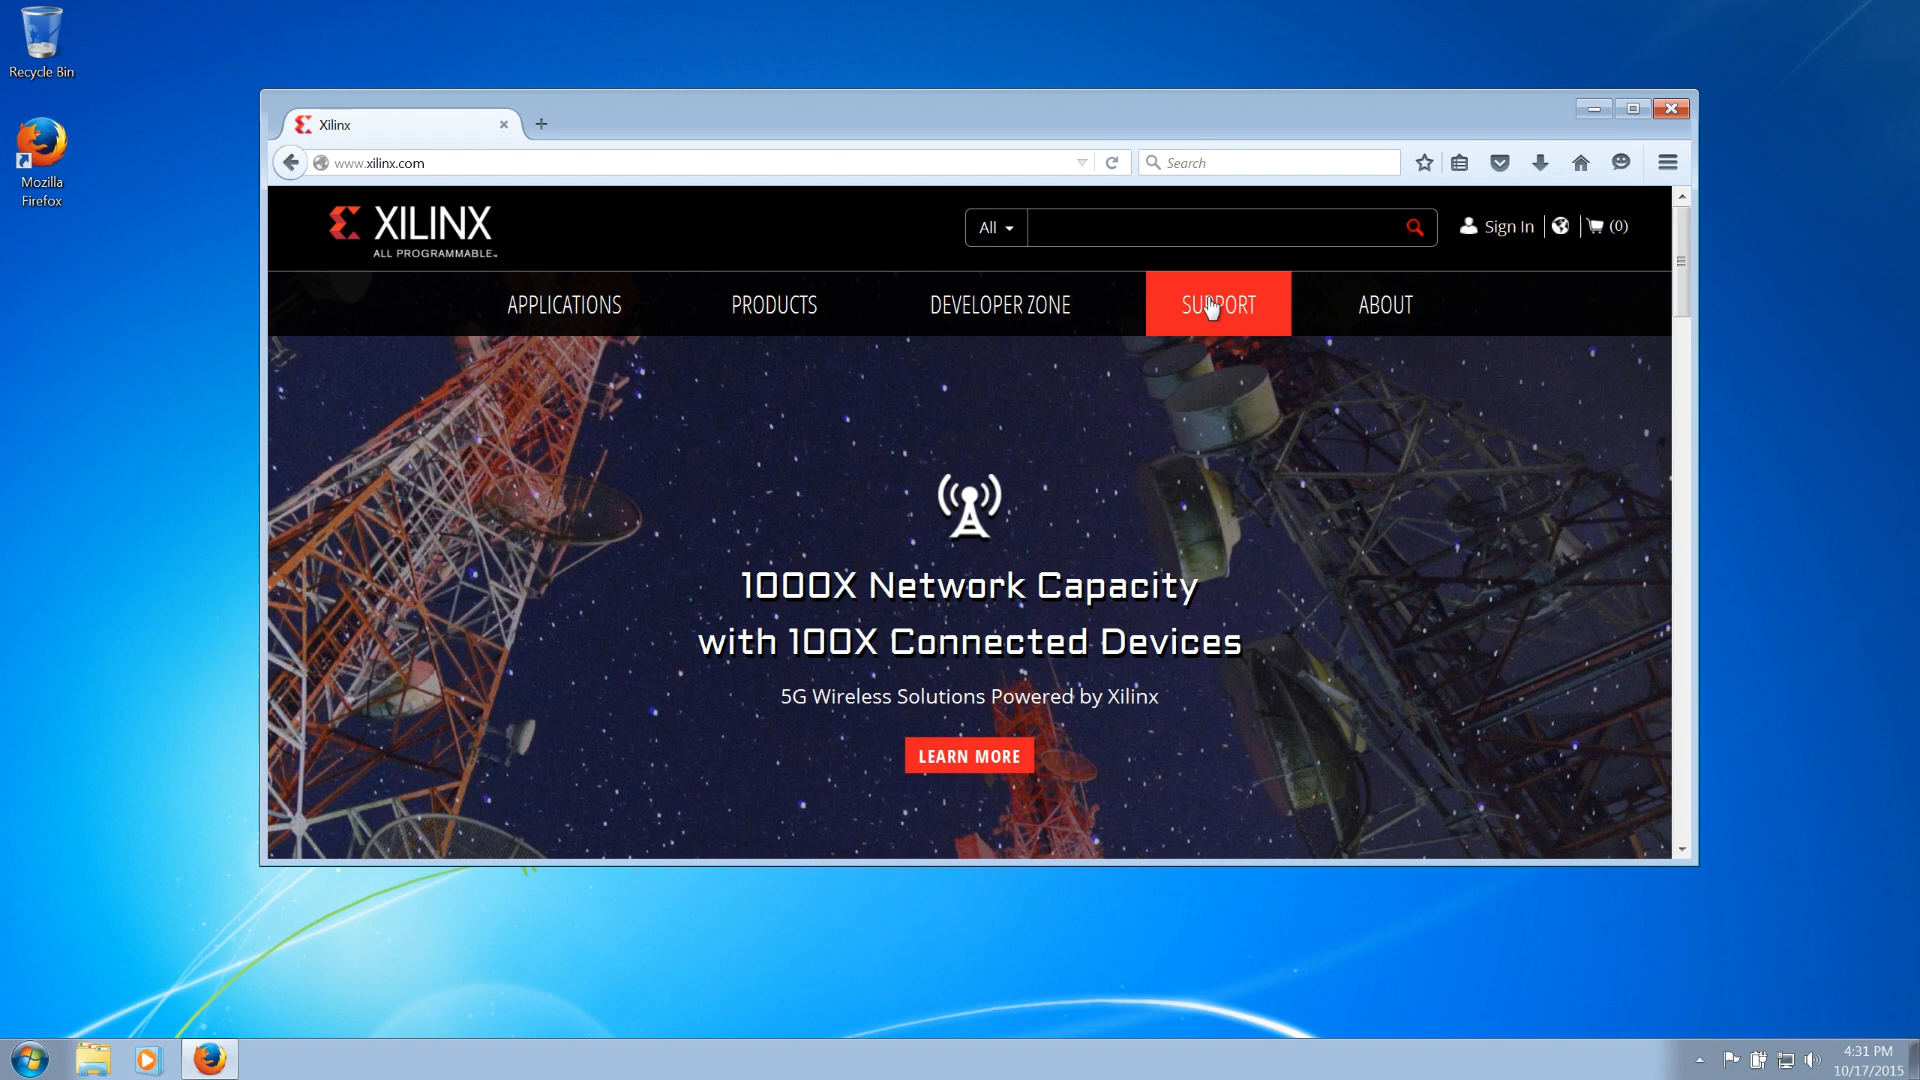 Recycle Bin
Mozilla
Firefox
Xilinx
www.xilinx.com
Search
XILINX
ALL PROGRAMMABLE™
All
Sign In
(0)
APPLICATIONS
PRODUCTS
DEVELOPER ZONE
SUPPORT
ABOUT
1000X Network Capacity
with 100X Connected Devices
5G Wireless Solutions Powered by Xilinx
LEARN MORE
4:31 PM
10/17/2015